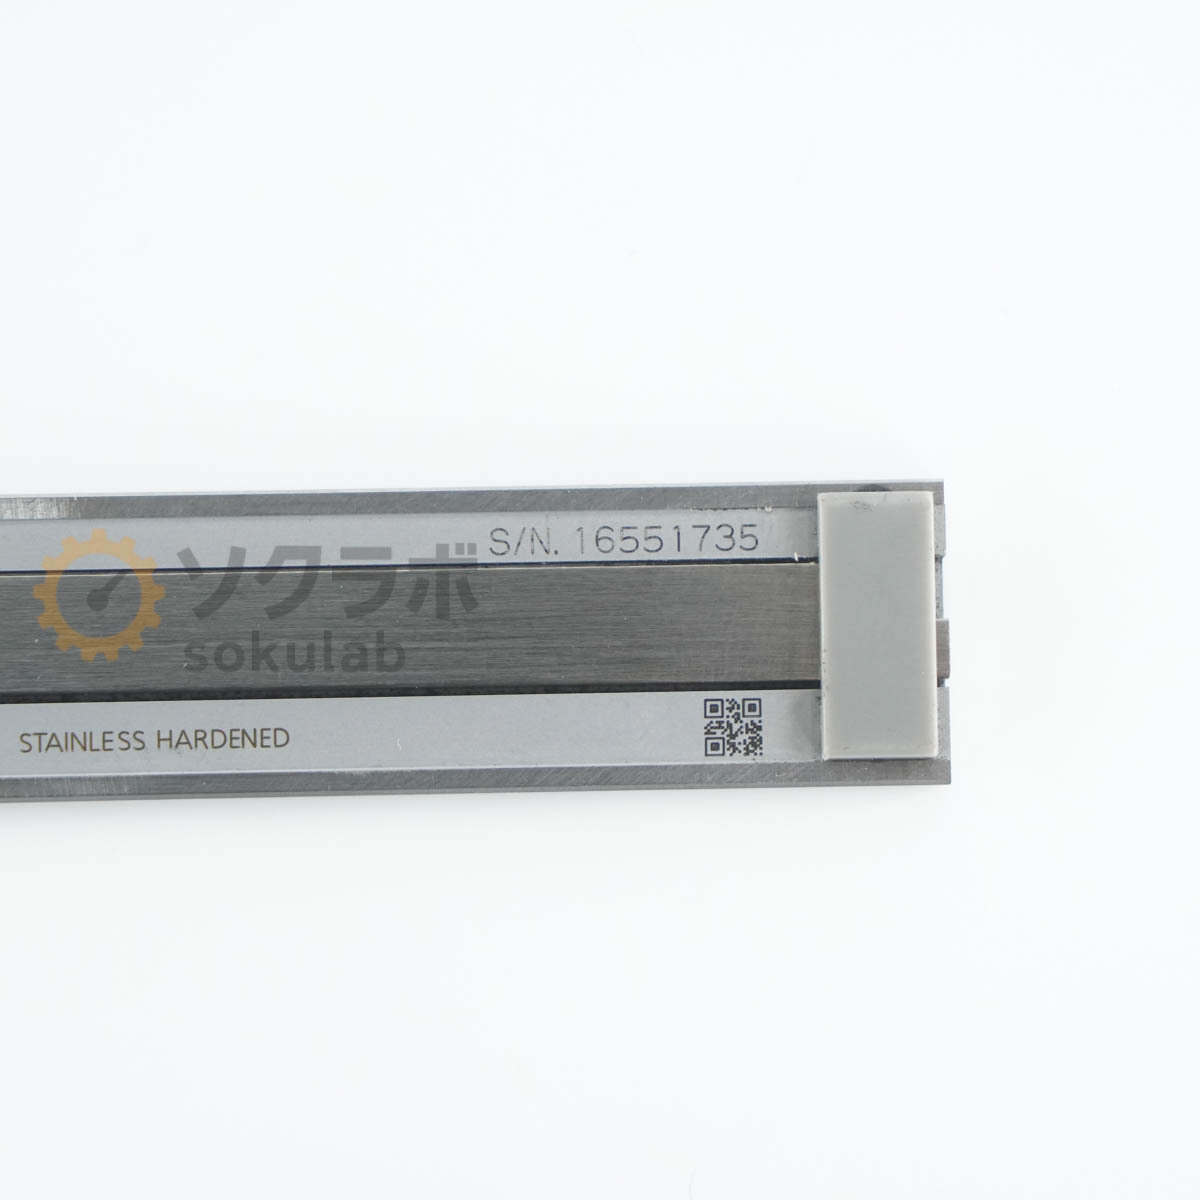 S/N. 16551735
ソクラボ
sokulab
STAINLESS HARDENED